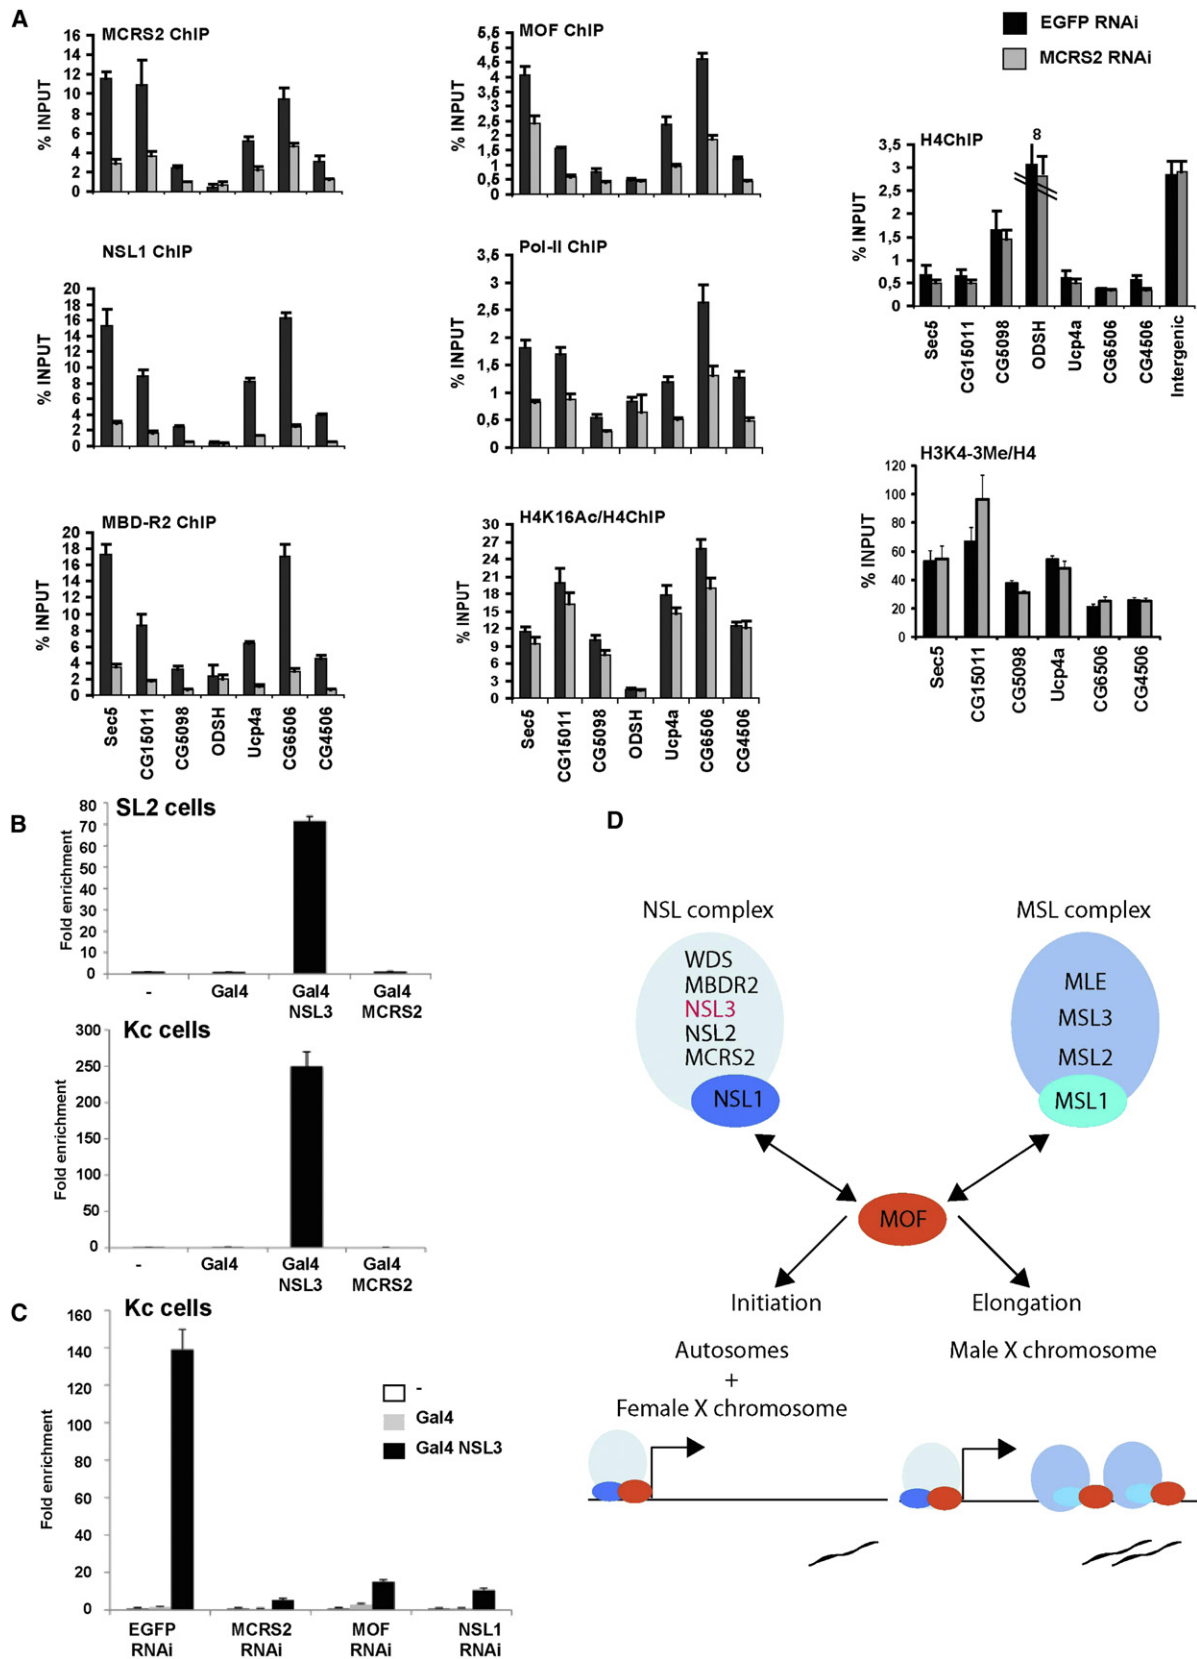 A
EGFP RNAi
MCRS2 RNAi
MCRS2 ChIP
% INPUT
16
14
12
10
8
6
4
2
0
MOF ChIP
% INPUT
5,5
5
4,5
4
3,5
3
2,5
2
1,5
1
0,5
0
H4ChIP
% INPUT
8
3,5
3
2,5
2
1,5
1
0,5
0
Sec5
CG15011
CG5098
ODSH
Ucp4a
CG6506
CG4506
Intergenic
NSL1 ChIP
% INPUT
20
18
16
14
12
10
8
6
4
2
0
Pol-II ChIP
% INPUT
3,5
3
2,5
2
1,5
1
0,5
0
H3K4-3Me/H4
% INPUT
120
100
80
60
40
20
0
Sec5
CG15011
CG5098
Ucp4a
CG6506
CG4506
MBD-R2 ChIP
% INPUT
20
18
16
14
12
10
8
6
4
2
0
Sec5
CG15011
CG5098
ODSH
Ucp4a
CG6506
CG4506
H4K16Ac/H4ChIP
% INPUT
30
27
24
21
18
15
12
9
6
3
0
Sec5
CG15011
CG5098
ODSH
Ucp4a
CG6506
CG4506
B
SL2 cells
Fold enrichment
80
70
60
50
40
30
20
10
0
-
Gal4
Gal4
NSL3
Gal4
MCRS2
Kc cells
Fold enrichment
300
250
200
150
100
50
0
-
Gal4
Gal4
NSL3
Gal4
MCRS2
C
Kc cells
Fold enrichment
160
140
120
100
80
60
40
20
0
-
Gal4
Gal4 NSL3
EGFP
RNAi
MCRS2
RNAi
MOF
RNAi
NSL1
RNAi
D
NSL complex
WDS
MBDR2
NSL3
NSL2
MCRS2
NSL1
MSL complex
MLE
MSL3
MSL2
MSL1
MOF
Initiation
Elongation
Autosomes
+
Female X chromosome
Male X chromosome